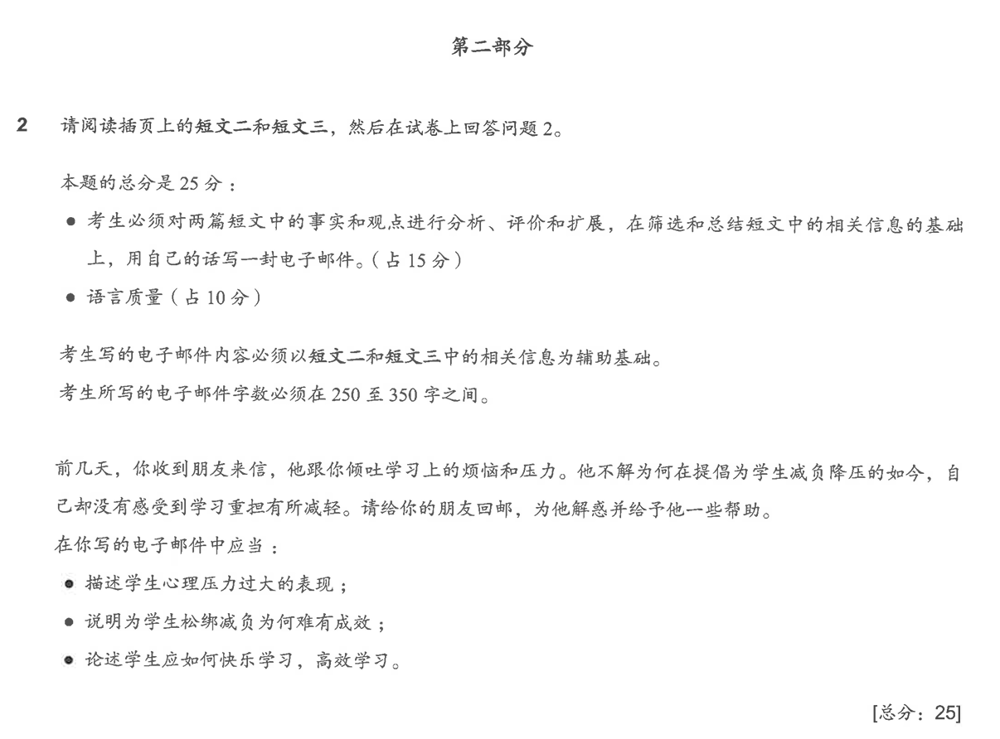 第二部分
2 请阅读插页上的短文二和短文三，然后在试卷上回答问题 2。
本题的总分是 25 分：
● 考生必须对两篇短文中的事实和观点进行分析、评价和扩展，在筛选和总结短文中的相关信息的基础
上，用自己的话写一封电子邮件。（占 15 分）
● 语言质量（占 10 分）
考生写的电子邮件内容必须以短文二和短文三中的相关信息为辅助基础。
考生所写的电子邮件字数必须在 250 至 350 字之间。
前几天，你收到朋友来信，他跟你倾吐学习上的烦恼和压力。他不解为何在提倡为学生减负降压的如今，自
己却没有感受到学习重担有所减轻。请给你的朋友回邮，为他解惑并给予他一些帮助。
在你写的电子邮件中应当：
● 描述学生心理压力过大的表现；
● 说明为学生松绑减负为何难有成效；
● 论述学生应如何快乐学习，高效学习。
[总分：25]